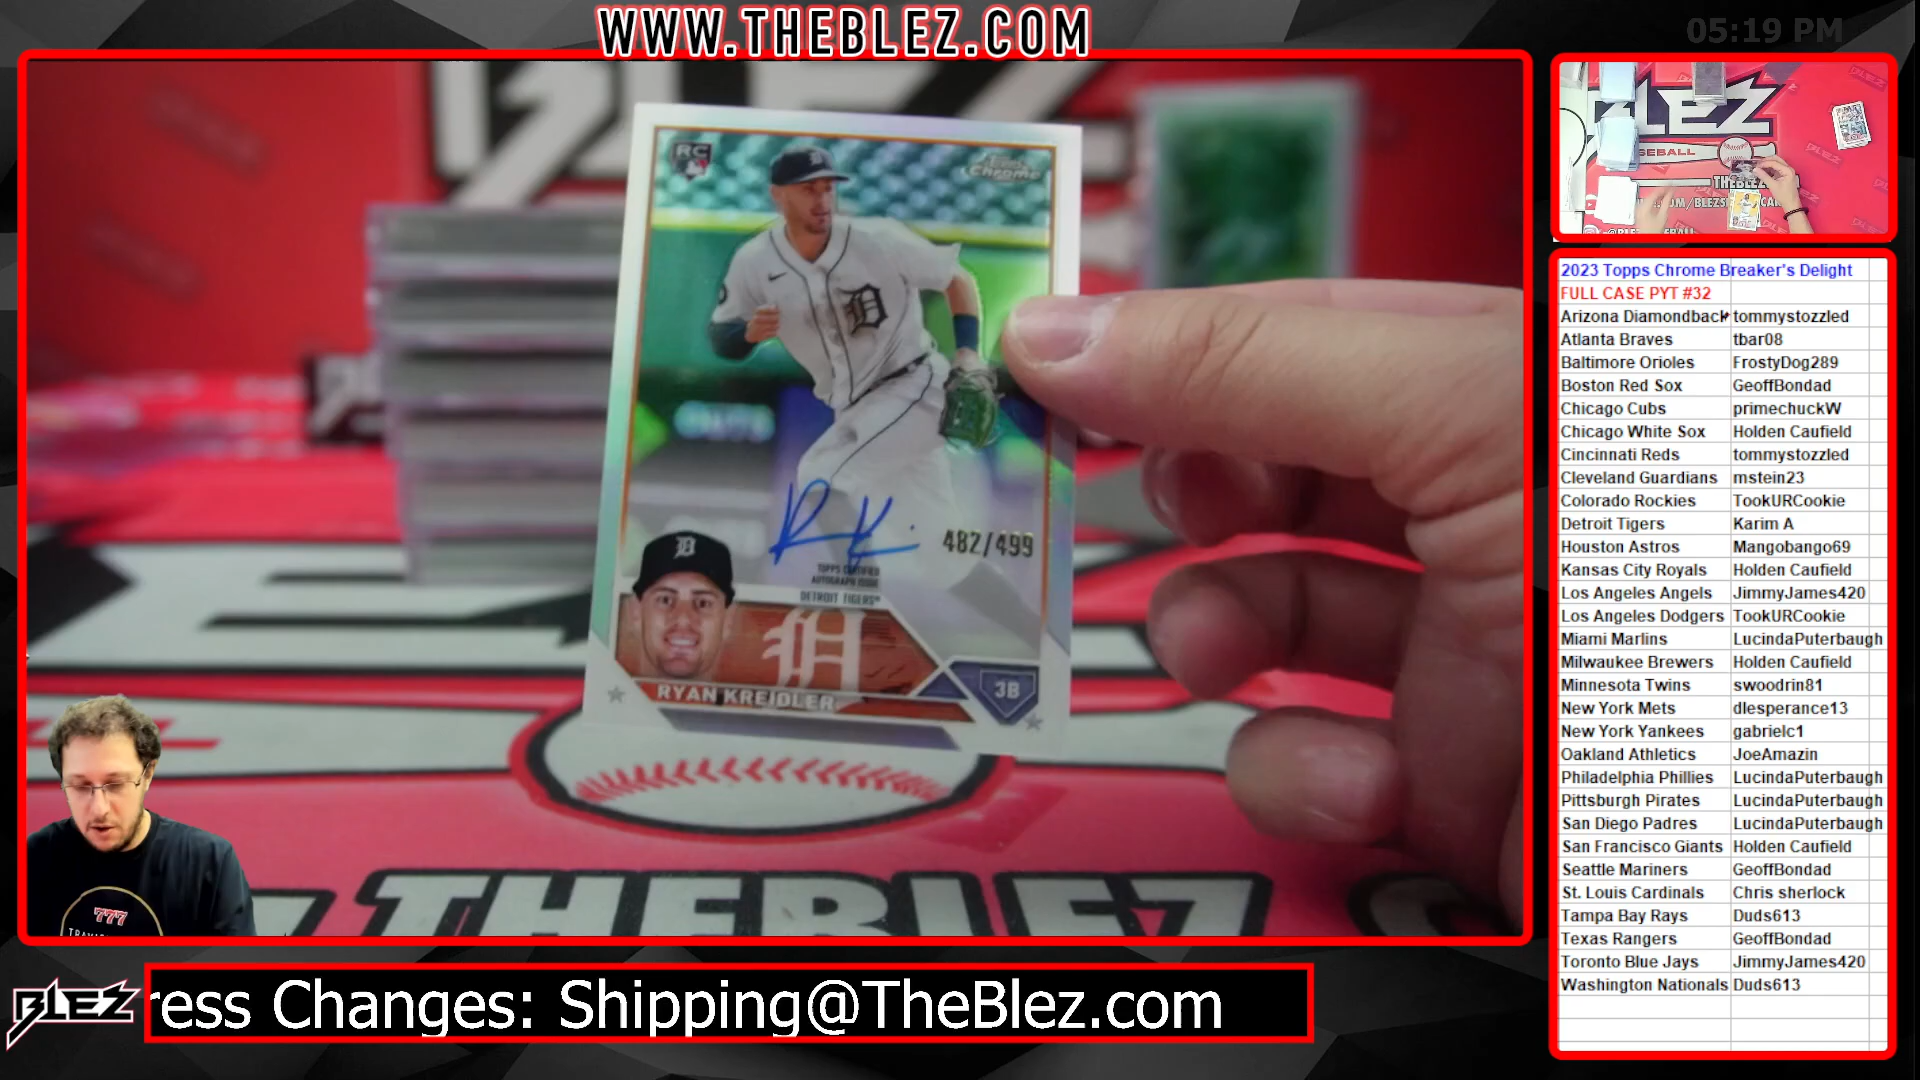 WWW.THEBLEZ.COM
05:19 PM
RC
Topps
Chrome
D
482/499
TOPPS CERTIFIED
AUTOGRAPH ISSUE
DETROIT TIGERS
RYAN KREIDLER
3B
THEBLEZ
777
BLEZ
ress Changes: Shipping@TheBlez.com
BLEZ
BASEBALL
2023 Topps Chrome Breaker's Delight
FULL CASE PYT #32
Arizona Diamondback tommystozzled
Atlanta Braves tbar08
Baltimore Orioles FrostyDog289
Boston Red Sox GeoffBondad
Chicago Cubs primechuckW
Chicago White Sox Holden Caufield
Cincinnati Reds tommystozzled
Cleveland Guardians mstein23
Colorado Rockies TookURCookie
Detroit Tigers Karim A
Houston Astros Mangobango69
Kansas City Royals Holden Caufield
Los Angeles Angels JimmyJames420
Los Angeles Dodgers TookURCookie
Miami Marlins LucindaPuterbaugh
Milwaukee Brewers Holden Caufield
Minnesota Twins swoodrin81
New York Mets dlesperance13
New York Yankees gabrielc1
Oakland Athletics JoeAmazin
Philadelphia Phillies LucindaPuterbaugh
Pittsburgh Pirates LucindaPuterbaugh
San Diego Padres LucindaPuterbaugh
San Francisco Giants Holden Caufield
Seattle Mariners GeoffBondad
St. Louis Cardinals Chris sherlock
Tampa Bay Rays Duds613
Texas Rangers GeoffBondad
Toronto Blue Jays JimmyJames420
Washington Nationals Duds613